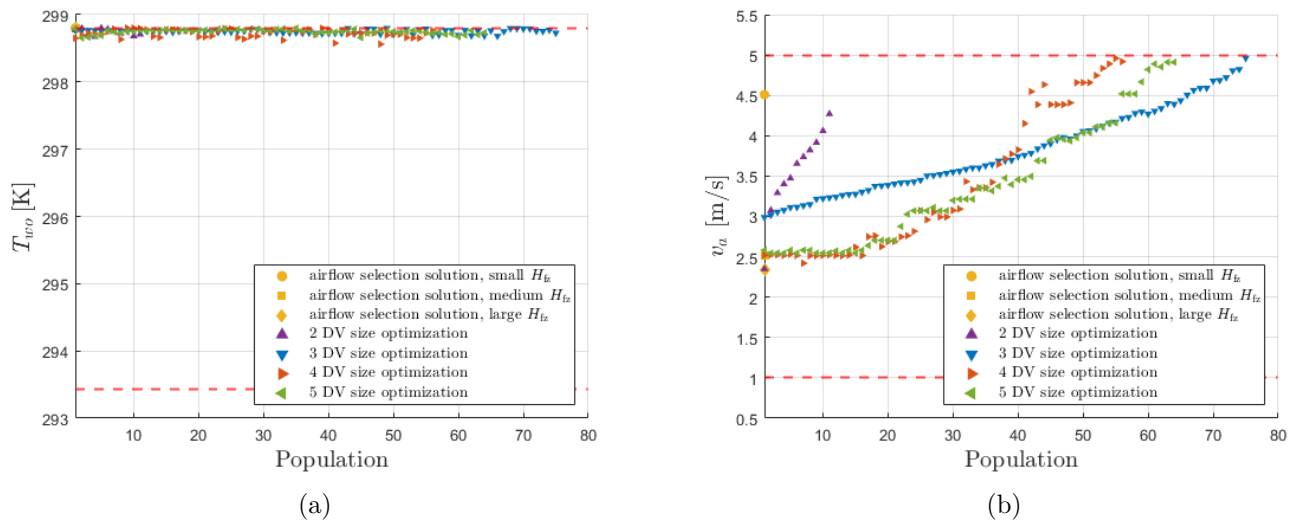 299
298
297
296
295
294
293
T_wo [K]
airflow selection solution, small H_fz
airflow selection solution, medium H_fz
airflow selection solution, large H_fz
2 DV size optimization
3 DV size optimization
4 DV size optimization
5 DV size optimization
10 20 30 40 50 60 70 80
Population
(a)
5.5
5
4.5
4
3.5
3
2.5
2
1.5
1
0.5
v_a [m/s]
airflow selection solution, small H_fz
airflow selection solution, medium H_fz
airflow selection solution, large H_fz
2 DV size optimization
3 DV size optimization
4 DV size optimization
5 DV size optimization
10 20 30 40 50 60 70 80
Population
(b)